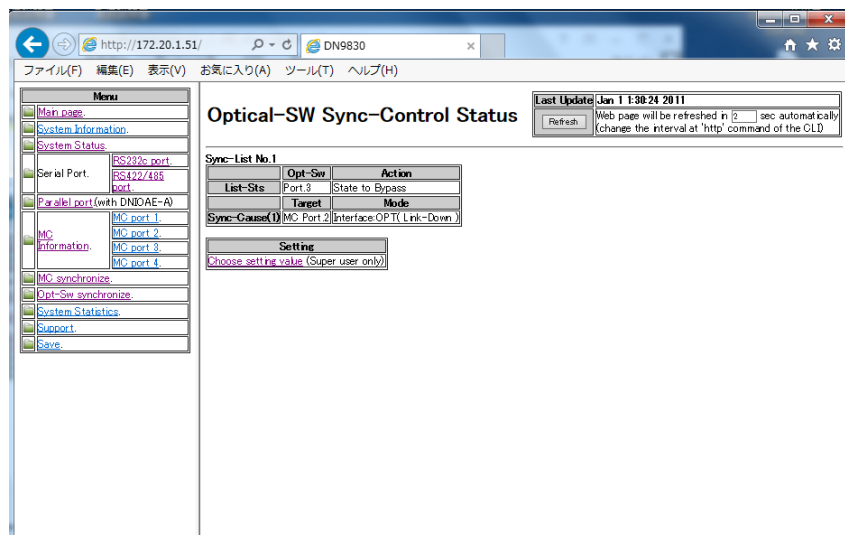 http://172.20.1.51/
DN9830
ファイル(F) 編集(E) 表示(V) お気に入り(A) ツール(T) ヘルプ(H)
Menu
Main page.
System Information.
System Status.
Serial Port.
RS232c port.
RS422/485 port.
Parallel port(with DNIOAE-A)
MC Information.
MC port 1.
MC port 2.
MC port 3.
MC port 4.
MC synchronize.
Opt-Sw synchronize.
System Statistics.
Support.
Save.
Optical-SW Sync-Control Status
Last Update Jan 1 1:30:24 2011
Refresh
Web page will be refreshed in 2 sec automatically
(change the interval at 'http' command of the CLI)
Sync-List No.1
Opt-Sw Action
List-Sts Port.3 State to Bypass
Target Mode
Sync-Cause(1) MC Port.2 Interface:OPT( Link-Down )
Setting
Choose setting value (Super user only)